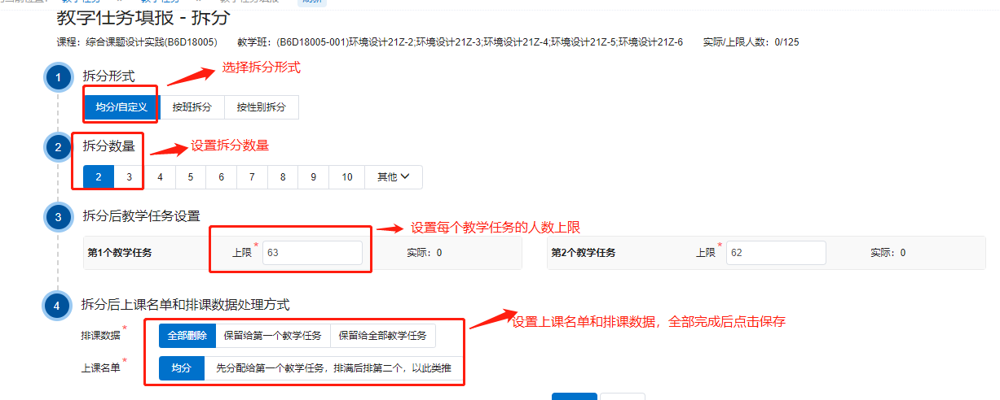 教学任务填报 - 拆分
课程：综合课题设计实践(B6D18005) 教学班：(B6D18005-001)环境设计21Z-2;环境设计21Z-3;环境设计21Z-4;环境设计21Z-5;环境设计21Z-6 实际/上限人数：0/125
选择拆分形式
1 拆分形式
均分/自定义 按班拆分 按性别拆分
2 拆分数量 设置拆分数量
2 3 4 5 6 7 8 9 10 其他
3 拆分后教学任务设置
设置每个教学任务的人数上限
第1个教学任务 上限 * 63 实际：0 第2个教学任务 上限 * 62 实际：0
4 拆分后上课名单和排课数据处理方式
设置上课名单和排课数据，全部完成后点击保存
排课数据 * 全部删除 保留给第一个教学任务 保留给全部教学任务
上课名单 * 均分 先分配给第一个教学任务，排满后排第二个，以此类推